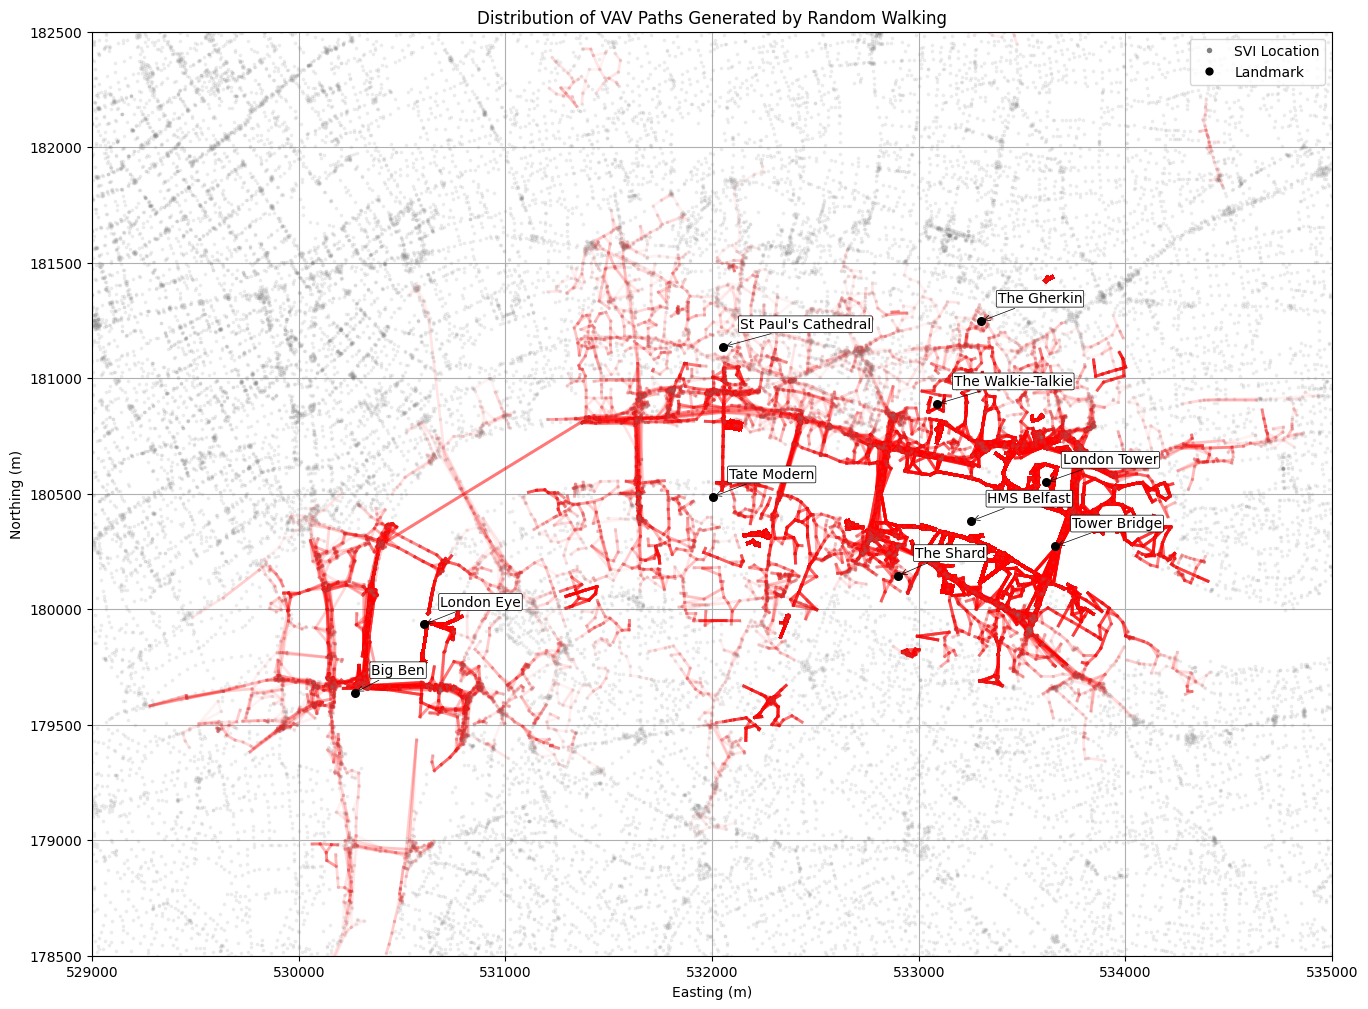 Distribution of VAV Paths Generated by Random Walking
182500
SVI Location
Landmark
182000
181500
The Gherkin
St Paul's Cathedral
181000
The Walkie-Talkie
London Tower
Tate Modern
180500
HMS Belfast
Tower Bridge
The Shard
180000
London Eye
Big Ben
179500
179000
178500
529000 530000 531000 532000 533000 534000 535000
Easting (m)
Northing (m)